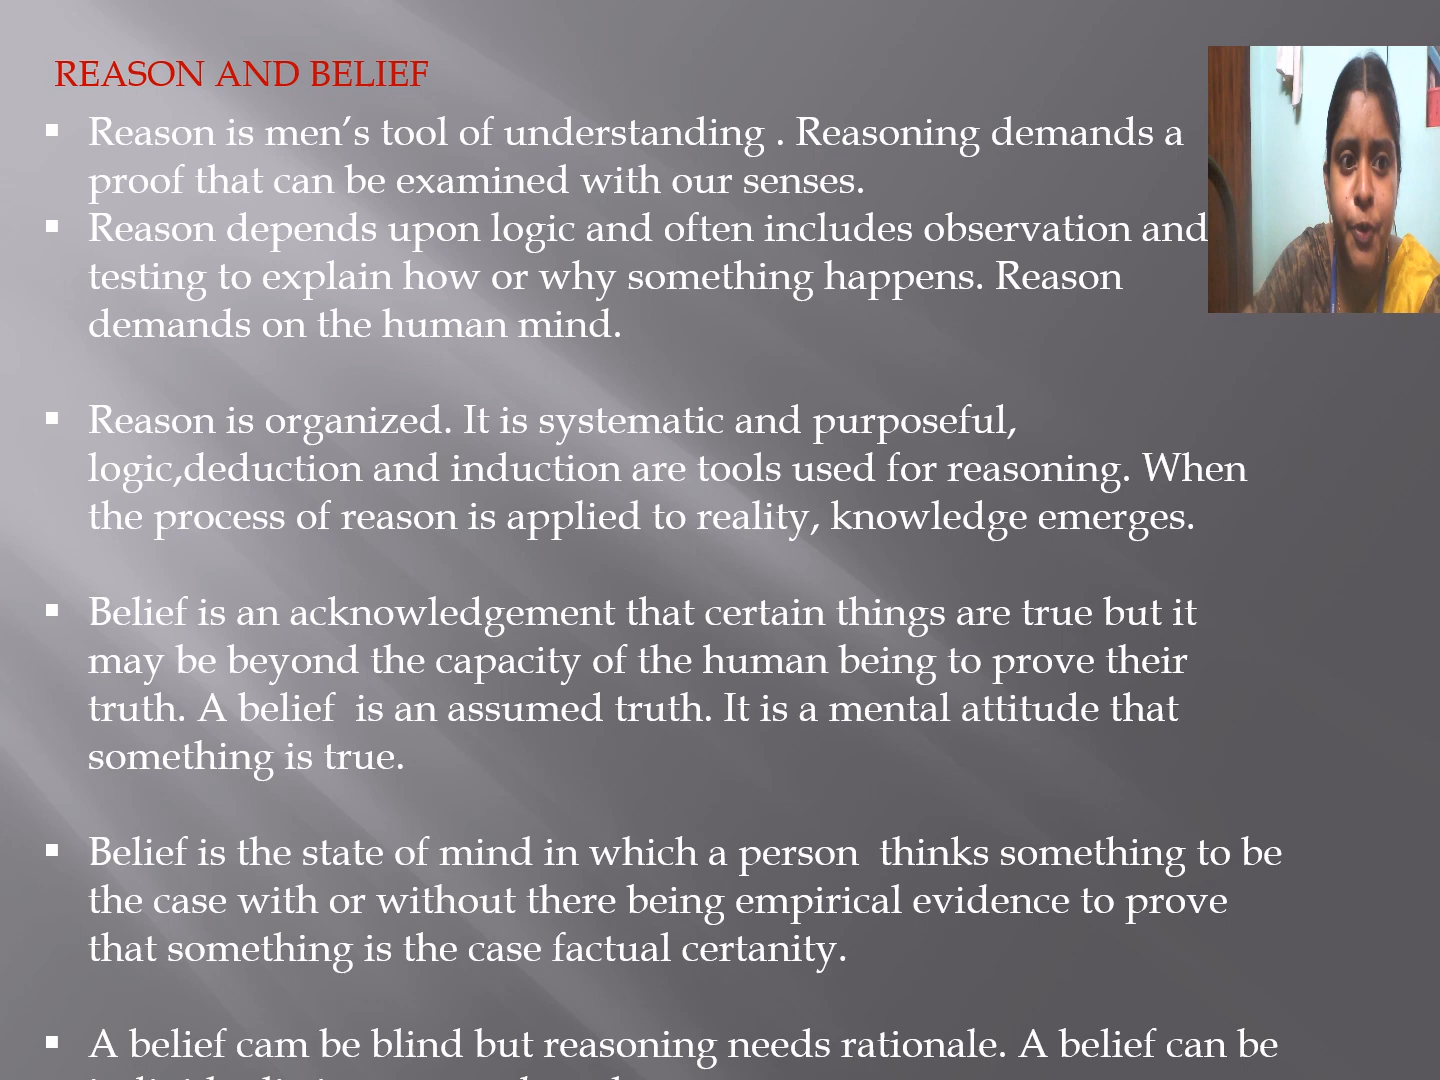 REASON AND BELIEF
▪ Reason is men’s tool of understanding . Reasoning demands a
proof that can be examined with our senses.
▪ Reason depends upon logic and often includes observation and
testing to explain how or why something happens. Reason
demands on the human mind.
▪ Reason is organized. It is systematic and purposeful,
logic,deduction and induction are tools used for reasoning. When
the process of reason is applied to reality, knowledge emerges.
▪ Belief is an acknowledgement that certain things are true but it
may be beyond the capacity of the human being to prove their
truth. A belief  is an assumed truth. It is a mental attitude that
something is true.
▪ Belief is the state of mind in which a person  thinks something to be
the case with or without there being empirical evidence to prove
that something is the case factual certanity.
▪ A belief cam be blind but reasoning needs rationale. A belief can be